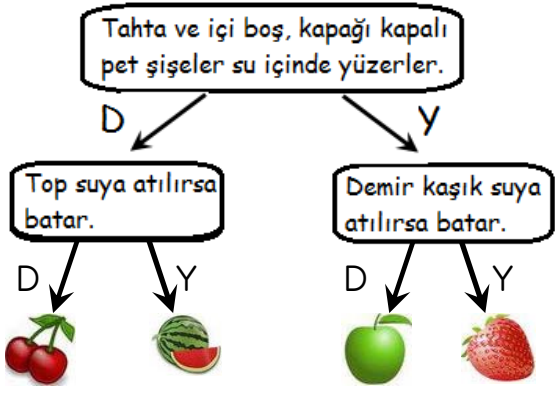 Tahta ve içi boş, kapağı kapalı
pet şişeler su içinde yüzerler.
D
Y
Top suya atılırsa
batar.
Demir kaşık suya
atılırsa batar.
D
Y
D
Y